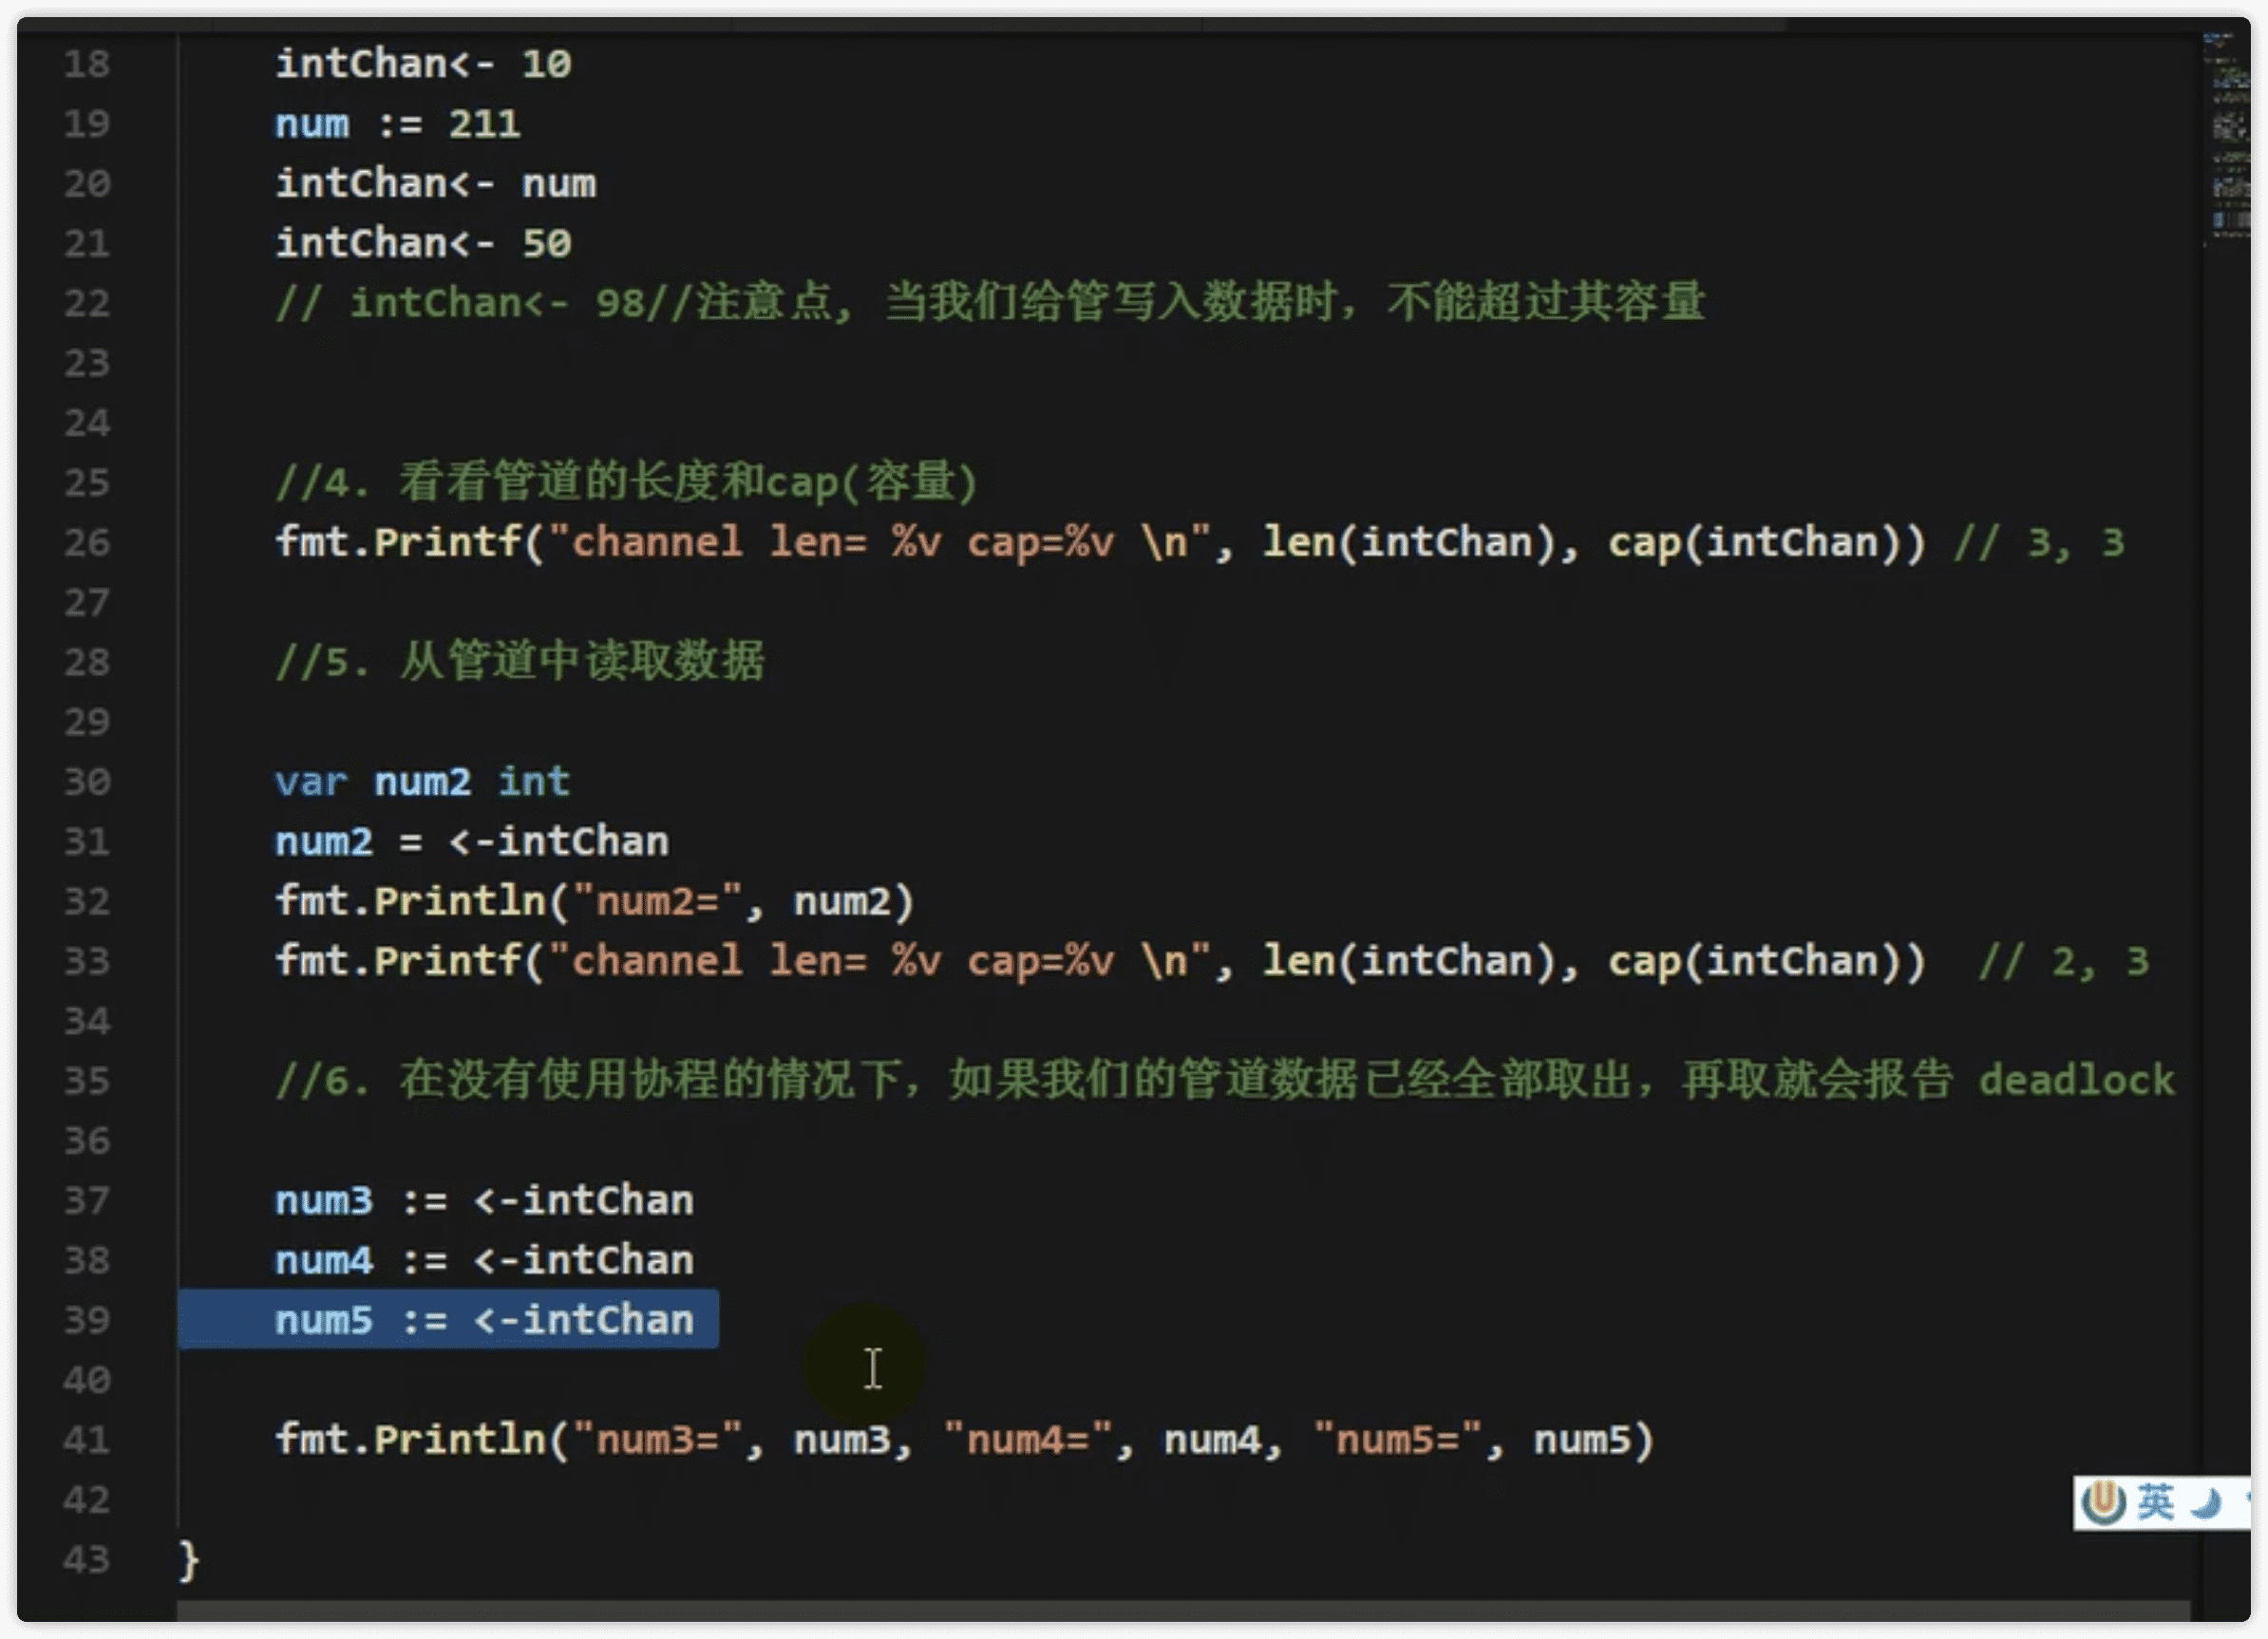 18 intChan<- 10
19 num := 211
20 intChan<- num
21 intChan<- 50
22 // intChan<- 98//注意点, 当我们给管写入数据时，不能超过其容量
23
24
25 //4. 看看管道的长度和cap(容量)
26 fmt.Printf("channel len= %v cap=%v \n", len(intChan), cap(intChan)) // 3, 3
27
28 //5. 从管道中读取数据
29
30 var num2 int
31 num2 = <-intChan
32 fmt.Println("num2=", num2)
33 fmt.Printf("channel len= %v cap=%v \n", len(intChan), cap(intChan))  // 2, 3
34
35 //6. 在没有使用协程的情况下，如果我们的管道数据已经全部取出，再取就会报告 deadlock
36
37 num3 := <-intChan
38 num4 := <-intChan
39 num5 := <-intChan
40
41 fmt.Println("num3=", num3, "num4=", num4, "num5=", num5)
42
英
43 }